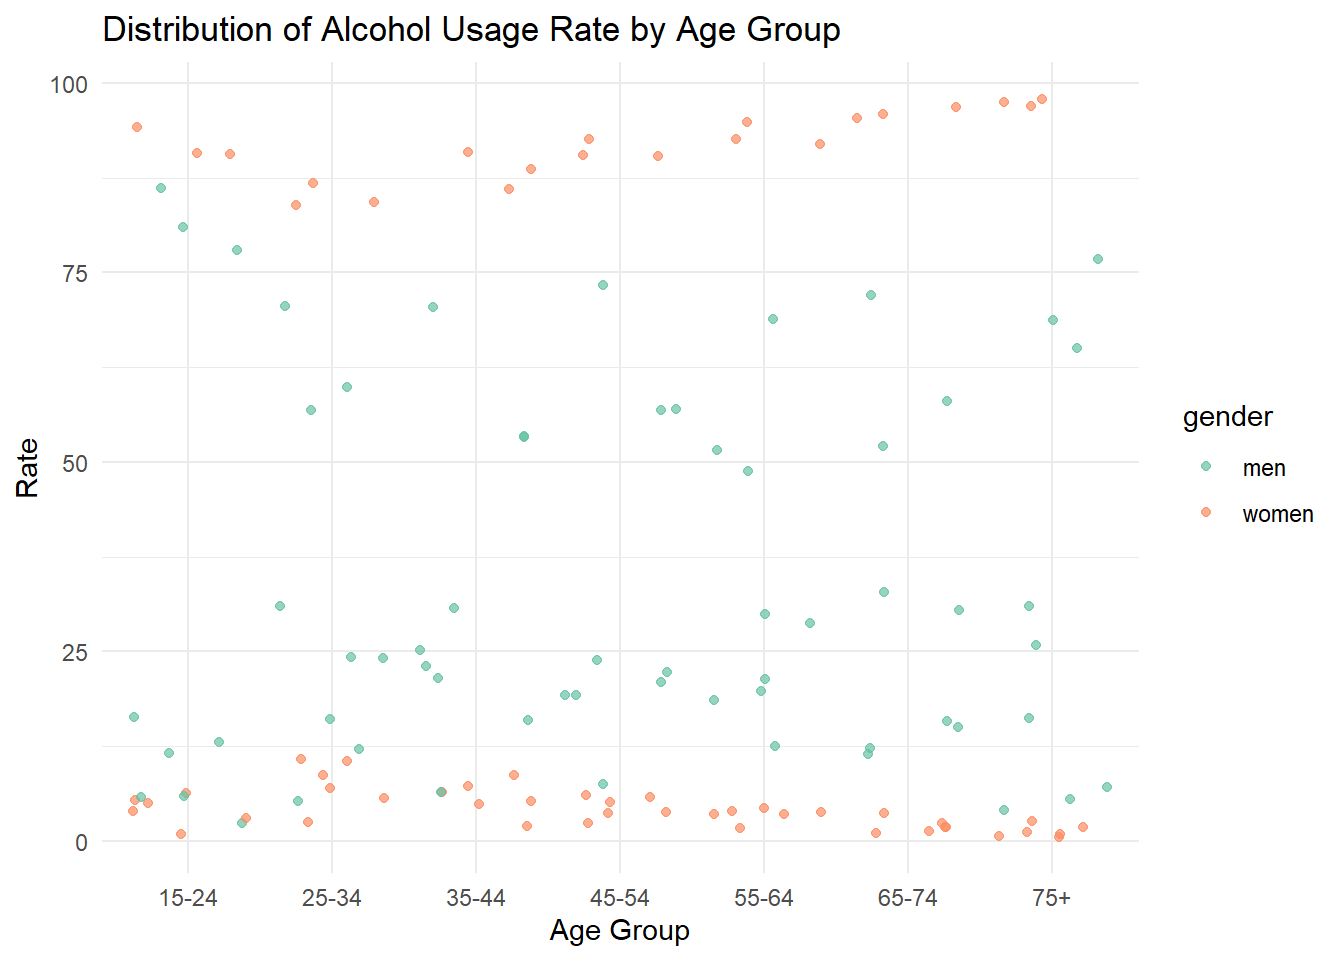 Distribution of Alcohol Usage Rate by Age Group
100
75
50
25
0
Rate
15-24
25-34
35-44
45-54
55-64
65-74
75+
Age Group
gender
men
women